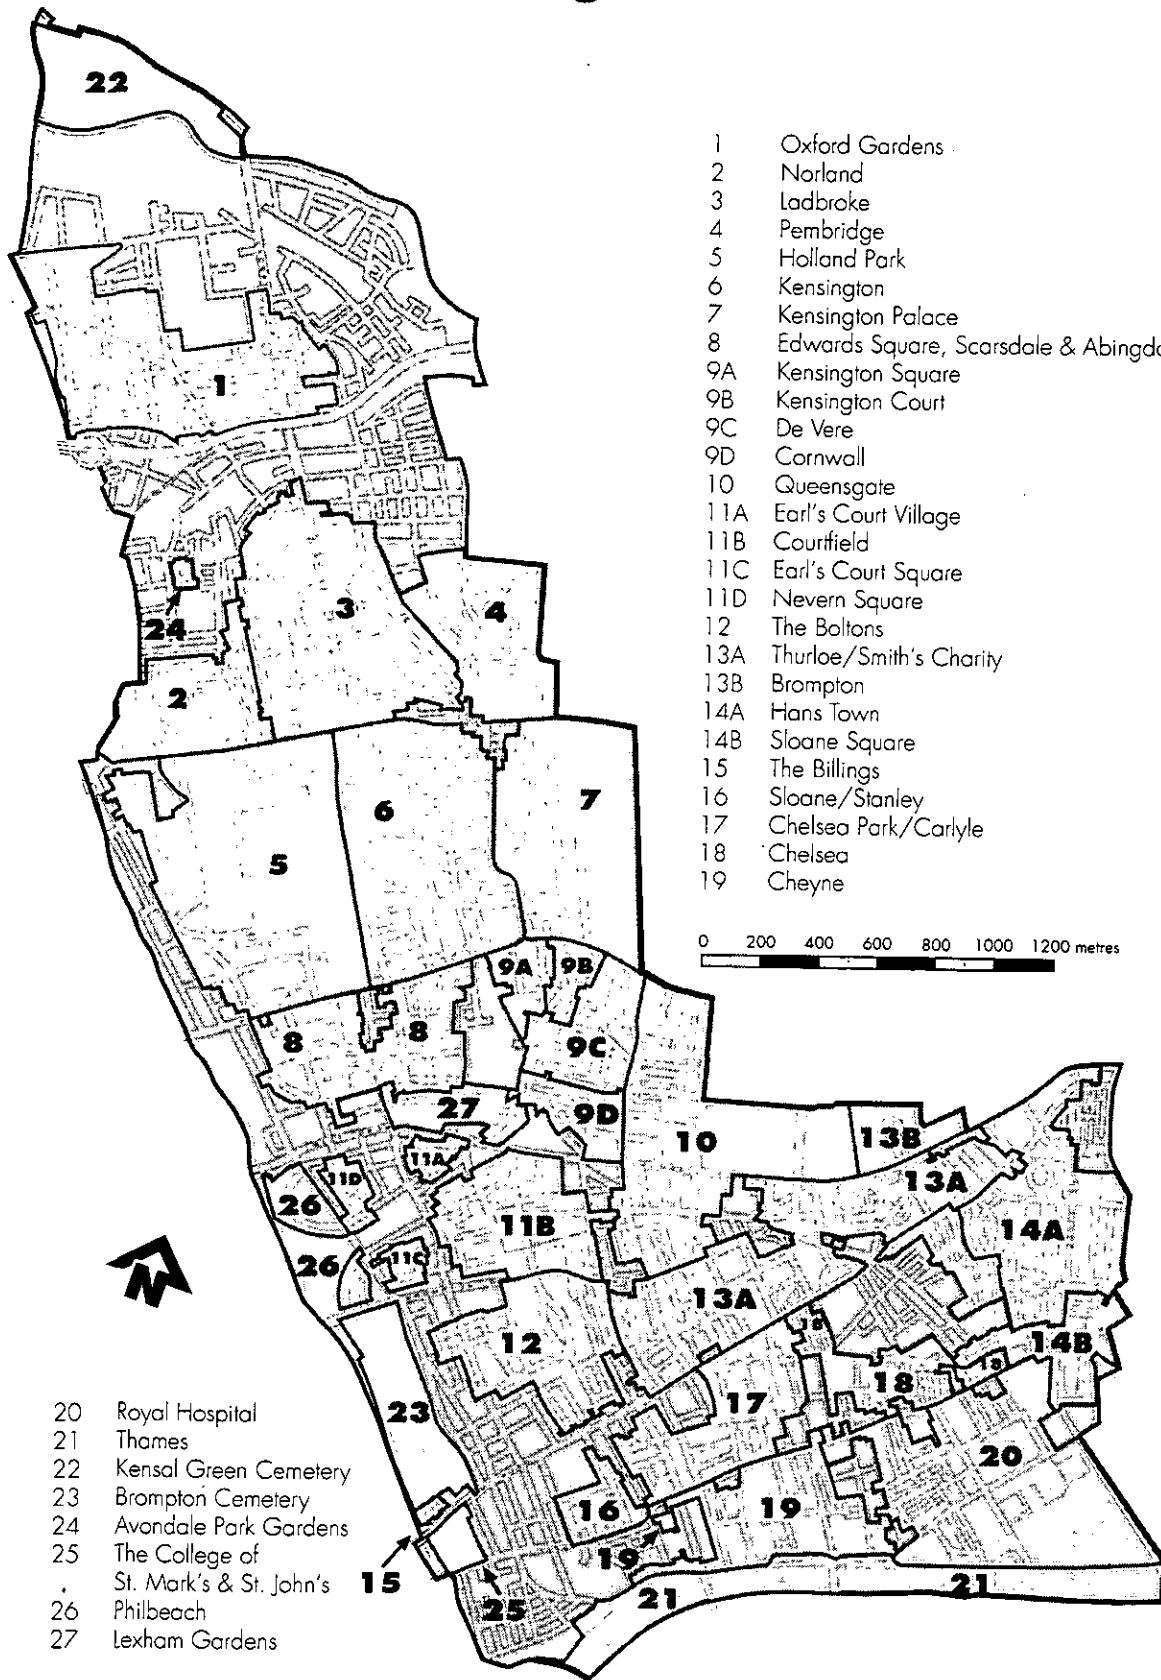 22
1 Oxford Gardens
2 Norland
3 Ladbroke
4 Pembridge
5 Holland Park
6 Kensington
7 Kensington Palace
8 Edwards Square, Scarsdale & Abingdo
9A Kensington Square
9B Kensington Court
9C De Vere
9D Cornwall
10 Queensgate
11A Earl's Court Village
11B Courtfield
11C Earl's Court Square
11D Nevern Square
12 The Boltons
13A Thurloe/Smith's Charity
13B Brompton
14A Hans Town
14B Sloane Square
15 The Billings
16 Sloane/Stanley
17 Chelsea Park/Carlyle
18 Chelsea
19 Cheyne
1
3
4
24
2
6
7
5
0 200 400 600 800 1000 1200 metres
9A 9B
8 8 9C
27 9D
10 13B
11A
11D 13A
26
11B 14A
26 11C
13A
18
12 14B
18
18
23 17
20
16 19
19
15 25 21 21
N
20 Royal Hospital
21 Thames
22 Kensal Green Cemetery
23 Brompton Cemetery
24 Avondale Park Gardens
25 The College of
St. Mark's & St. John's
26 Philbeach
27 Lexham Gardens